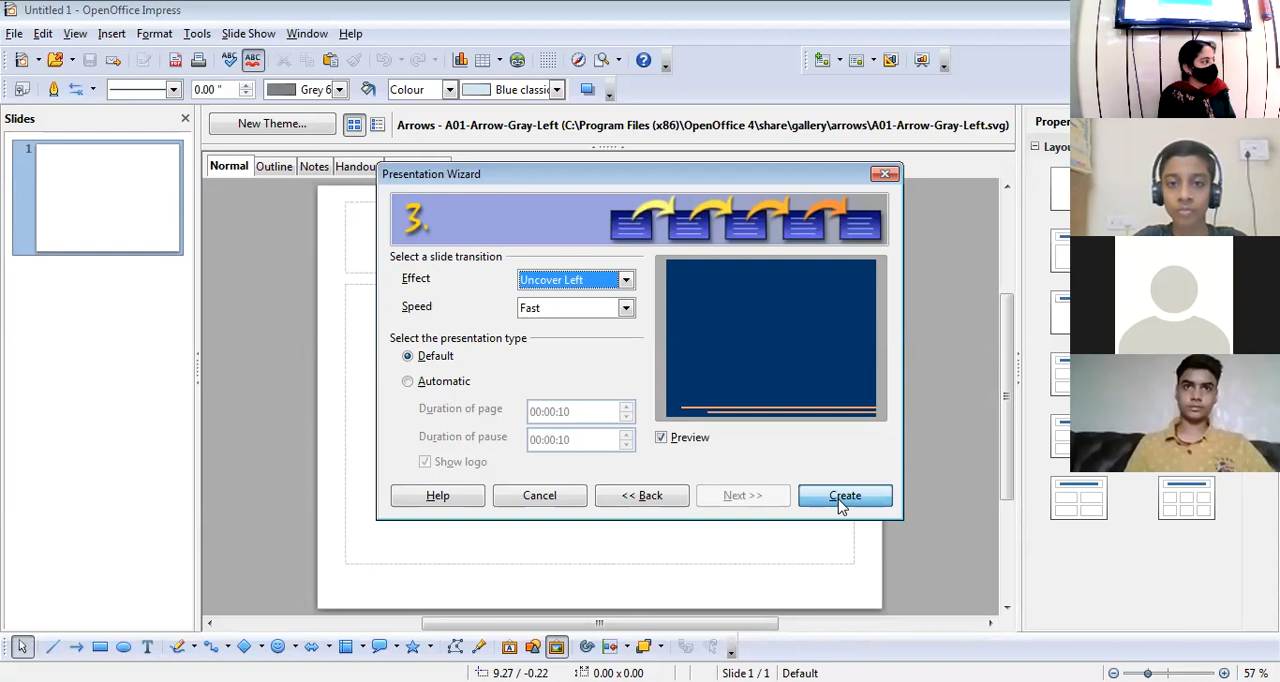 Untitled 1 - OpenOffice Impress
File Edit View Insert Format Tools Slide Show Window Help
0.00 " Grey 6 Colour Blue classic
Slides
New Theme...
Arrows - A01-Arrow-Gray-Left (C:\Program Files (x86)\OpenOffice 4\share\gallery\arrows\A01-Arrow-Gray-Left.svg)
Normal Outline Notes Handou
1
Presentation Wizard
3.
Select a slide transition
Effect Uncover Left
Speed Fast
Select the presentation type
Default
Automatic
Duration of page 00:00:10
Duration of pause 00:00:10
Show logo
Preview
Help Cancel << Back Next >> Create
Proper
Layou
9.27 / -0.22 0.00 x 0.00 Slide 1 / 1 Default 57 %